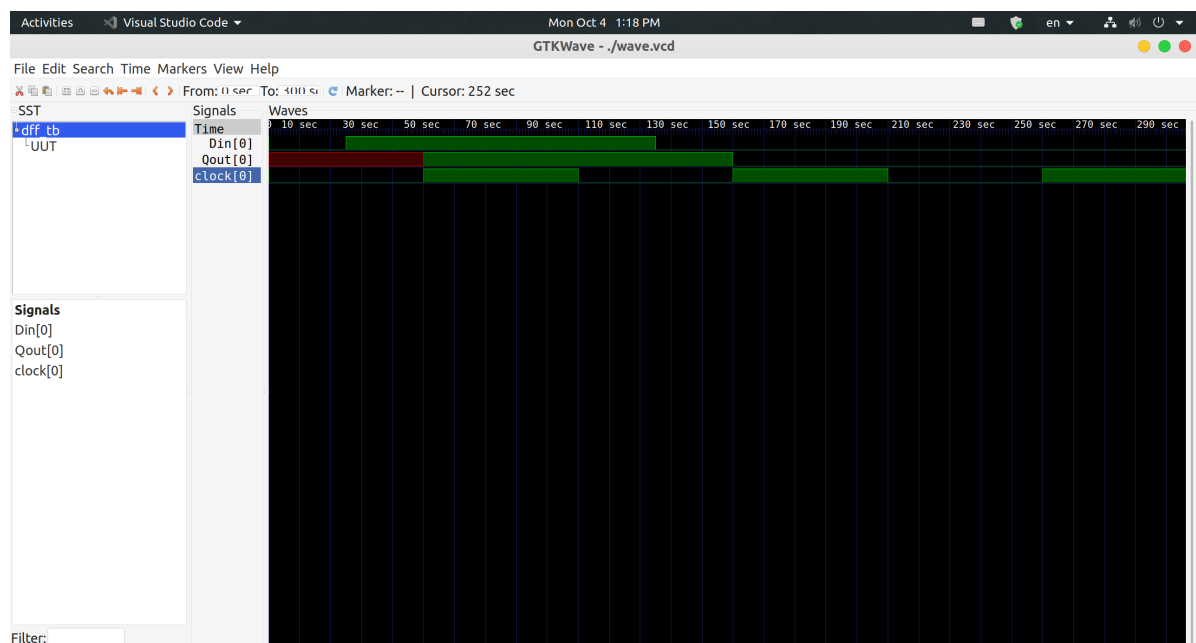 Activities Visual Studio Code Mon Oct 4 1:18 PM en
GTKWave - ./wave.vcd
File Edit Search Time Markers View Help
From: 0 sec To: 300 se Marker: -- | Cursor: 252 sec
SST
dff_tb
UUT
Signals
Time
Din[0]
Qout[0]
clock[0]
Waves
10 sec 30 sec 50 sec 70 sec 90 sec 110 sec 130 sec 150 sec 170 sec 190 sec 210 sec 230 sec 250 sec 270 sec 290 sec
Signals
Din[0]
Qout[0]
clock[0]
Filter: